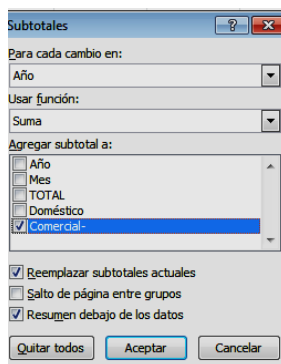 Subtotales
Para cada cambio en:
Año
Usar función:
Suma
Agregar subtotal a:
Año
Mes
TOTAL
Doméstico
Comercial-
Reemplazar subtotales actuales
Salto de página entre grupos
Resumen debajo de los datos
Quitar todos Aceptar Cancelar